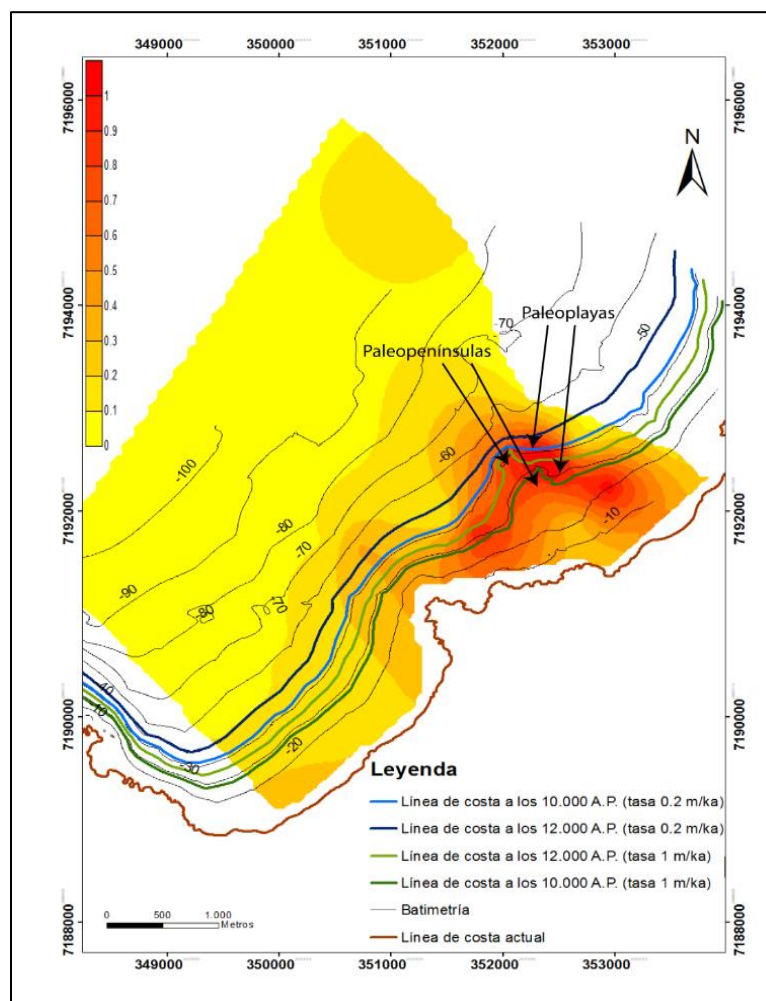 349000 350000 351000 352000 353000
7196000
7196000
1
0.9
0.8
0.7
0.6
0.5
0.4
0.3
0.2
0.1
0
N
7194000
7194000
-70
-50
Paleoplayas
Paleopenínsulas
-60
-100
7192000
7192000
-10
-80
-70
-90
-80
-70
-40
-10
7190000
7190000
-30
-20
Leyenda
Línea de costa a los 10.000 A.P. (tasa 0.2 m/ka)
Línea de costa a los 12.000 A.P. (tasa 0.2 m/ka)
Línea de costa a los 12.000 A.P. (tasa 1 m/ka)
Línea de costa a los 10.000 A.P. (tasa 1 m/ka)
Batimetría
Línea de costa actual
0 500 1.000
Metros
7188000
7188000
349000 350000 351000 352000 353000